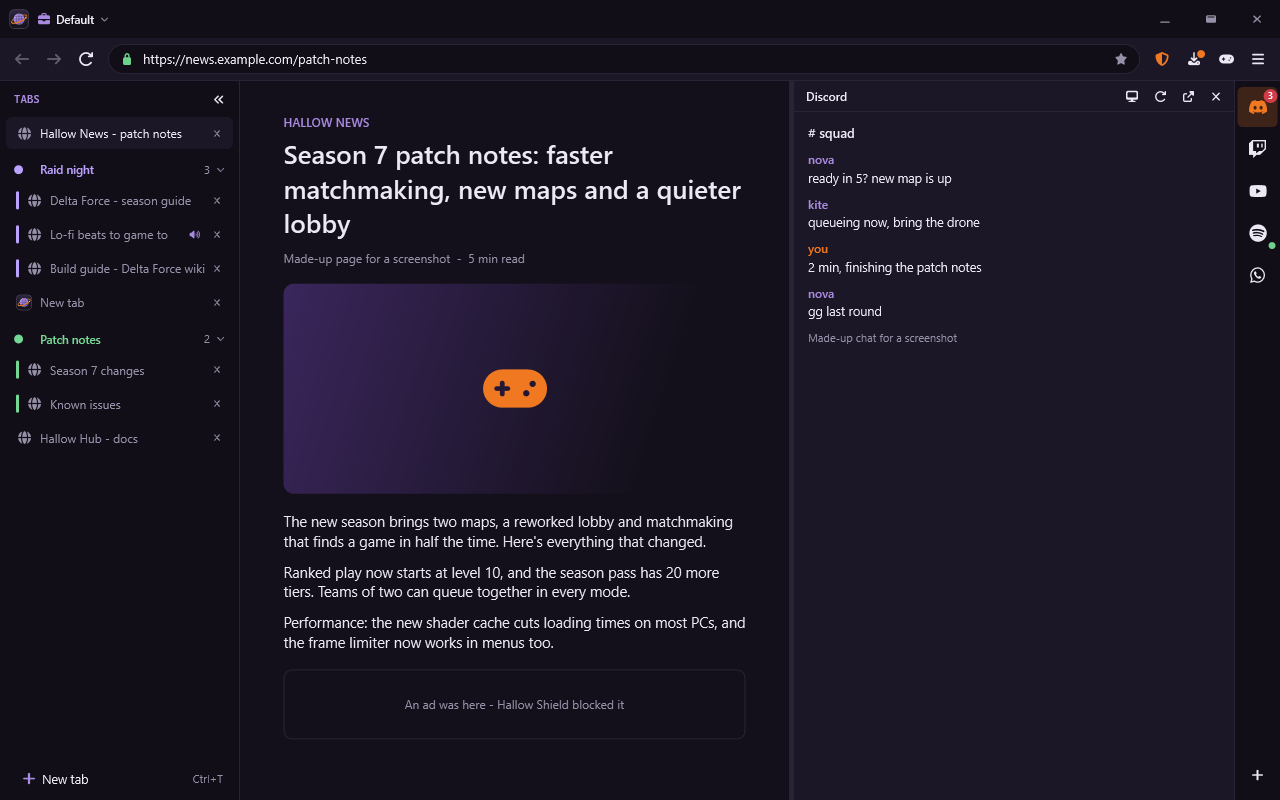 Default
https://news.example.com/patch-notes
TABS
Hallow News - patch notes
Raid night 3
Delta Force - season guide
Lo-fi beats to game to
Build guide - Delta Force wiki
New tab
Patch notes 2
Season 7 changes
Known issues
Hallow Hub - docs
New tab Ctrl+T
HALLOW NEWS
Season 7 patch notes: faster
matchmaking, new maps and a quieter
lobby
Made-up page for a screenshot - 5 min read
The new season brings two maps, a reworked lobby and matchmaking
that finds a game in half the time. Here's everything that changed.
Ranked play now starts at level 10, and the season pass has 20 more
tiers. Teams of two can queue together in every mode.
Performance: the new shader cache cuts loading times on most PCs, and
the frame limiter now works in menus too.
An ad was here - Hallow Shield blocked it
Discord
# squad
nova
ready in 5? new map is up
kite
queueing now, bring the drone
you
2 min, finishing the patch notes
nova
gg last round
Made-up chat for a screenshot
3